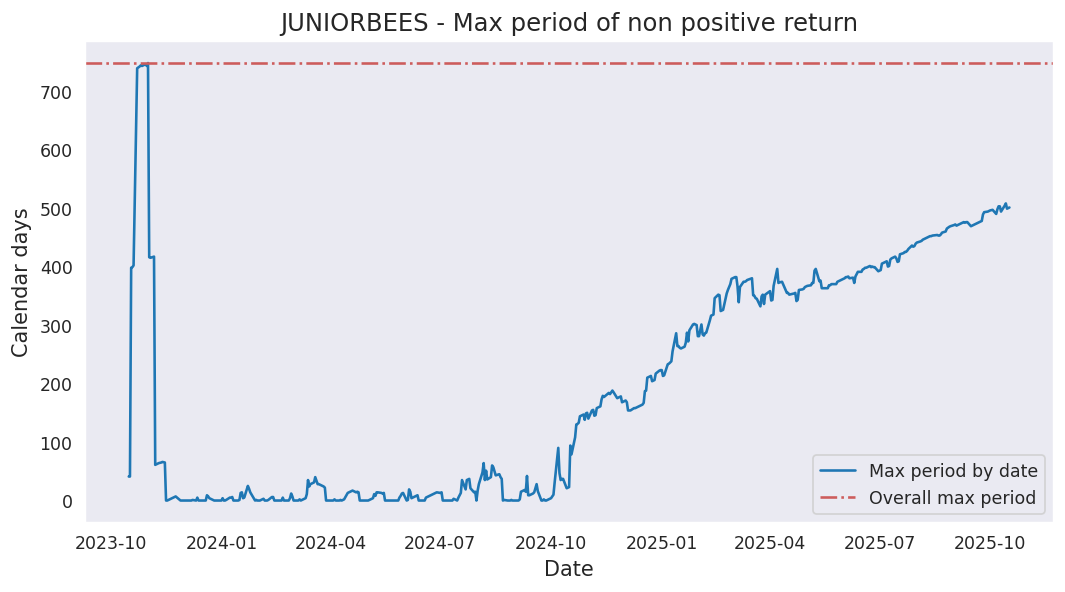 JUNIORBEES - Max period of non positive return
Calendar days
700
600
500
400
300
200
100
0
Max period by date
Overall max period
2023-10 2024-01 2024-04 2024-07 2024-10 2025-01 2025-04 2025-07 2025-10
Date